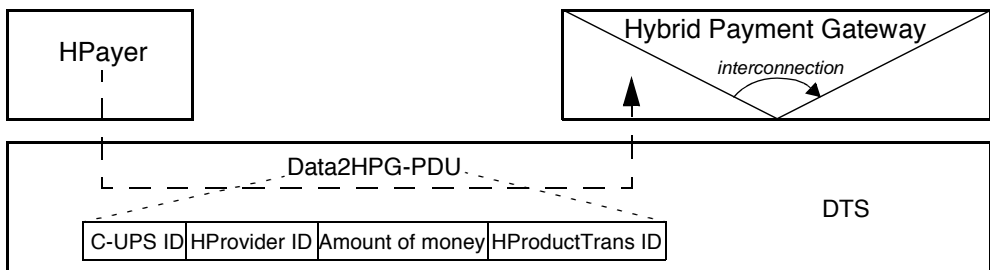 HPayer
Hybrid Payment Gateway
interconnection
Data2HPG-PDU
DTS
C-UPS ID HProvider ID Amount of money HProductTrans ID